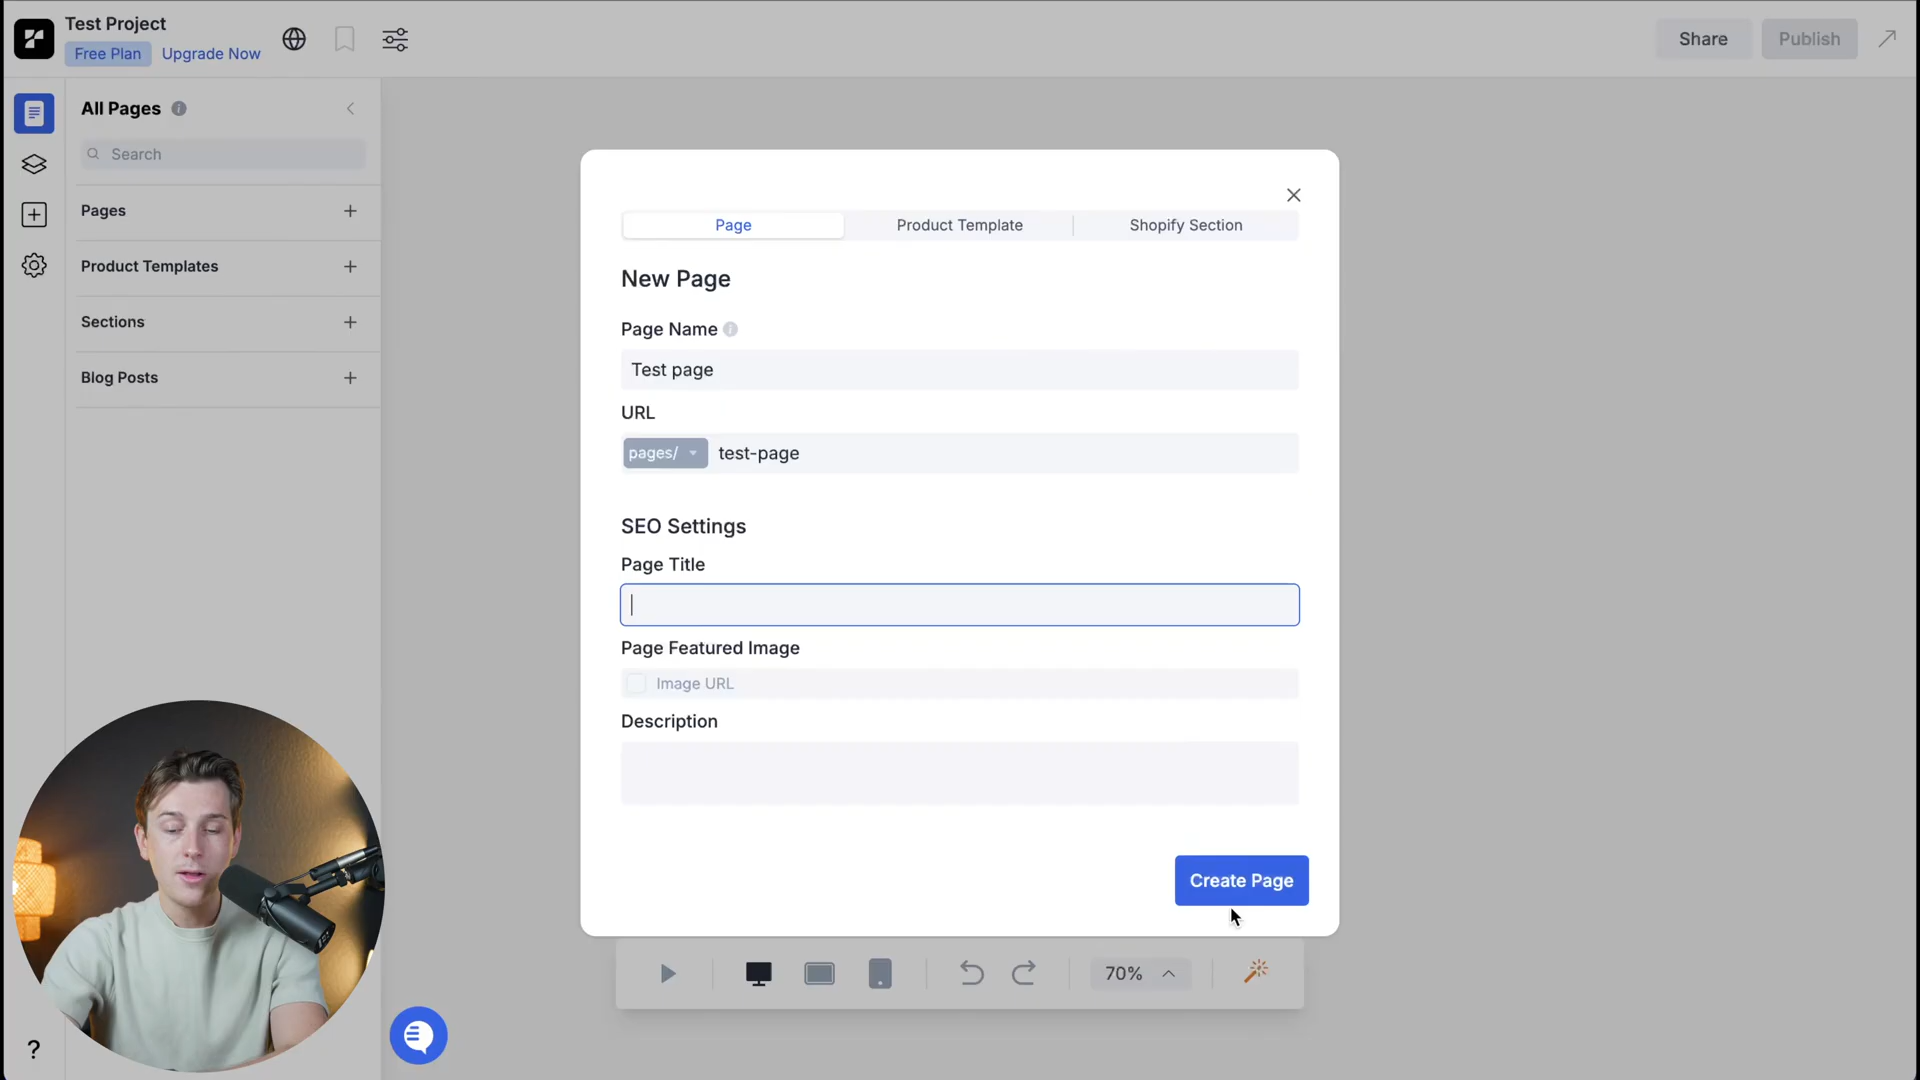 Test Project
Free Plan
Upgrade Now
Share
Publish
All Pages
Search
Pages
Product Templates
Sections
Blog Posts
Page
Product Template
Shopify Section
New Page
Page Name
Test page
URL
pages/
test-page
SEO Settings
Page Title
Page Featured Image
Image URL
Description
Create Page
70%
?